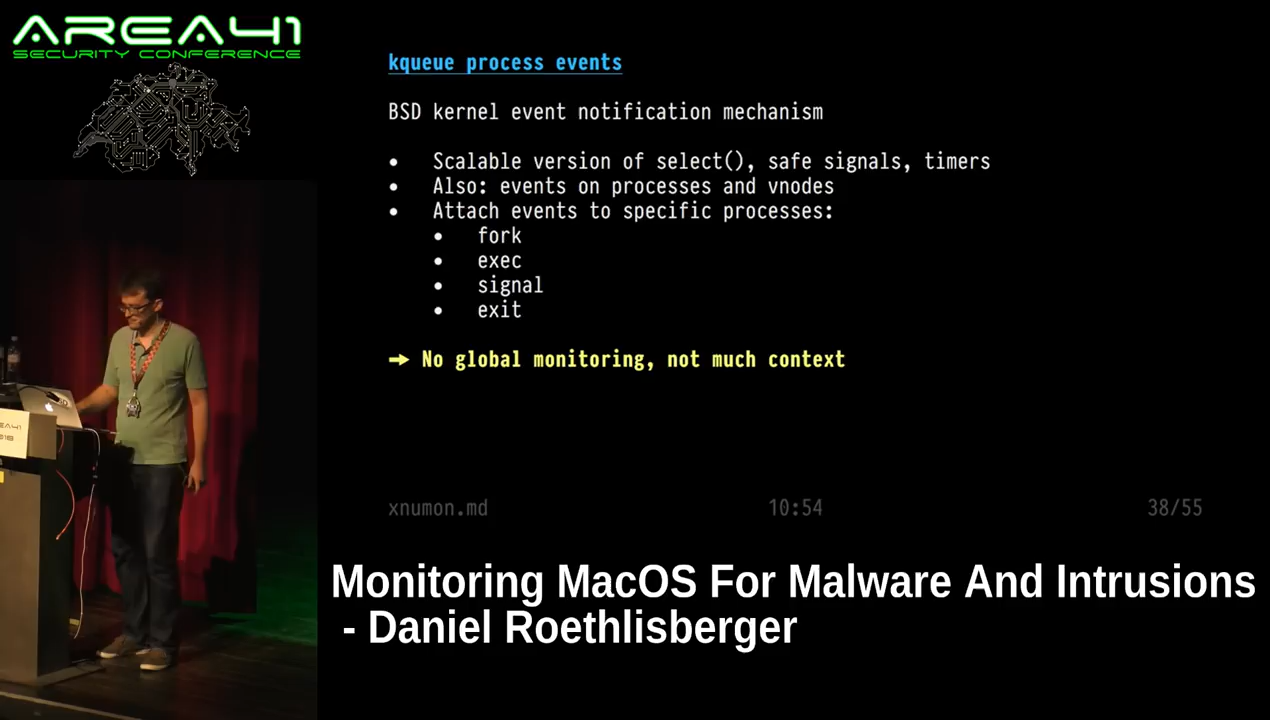 AREA41
SECURITY CONFERENCE
kqueue process events
BSD kernel event notification mechanism
• Scalable version of select(), safe signals, timers
• Also: events on processes and vnodes
• Attach events to specific processes:
• fork
• exec
• signal
• exit
→ No global monitoring, not much context
xnumon.md 10:54 38/55
Monitoring MacOS For Malware And Intrusions
- Daniel Roethlisberger